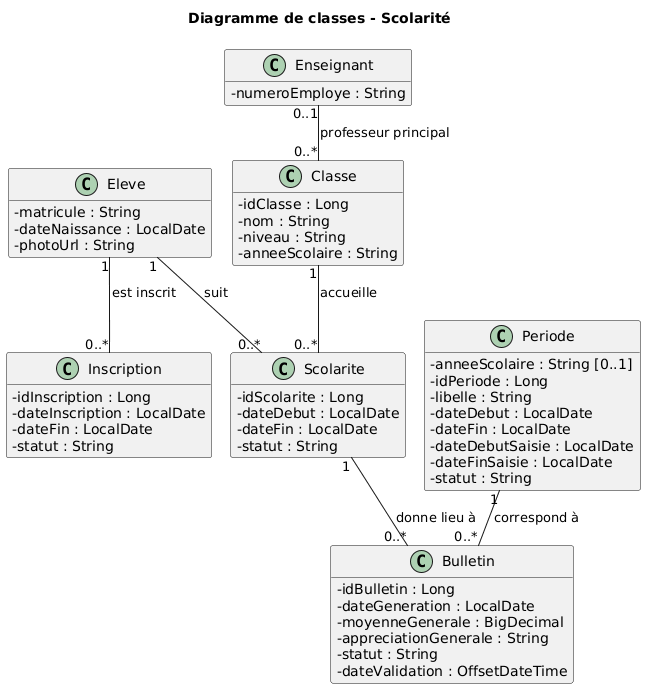 Diagramme de classes - Scolarité
C Enseignant
-numeroEmploye : String
0..1
professeur principal
0..*
C Eleve
-matricule : String
-dateNaissance : LocalDate
-photoUrl : String
C Classe
-idClasse : Long
-nom : String
-niveau : String
-anneeScolaire : String
1
1
1
est inscrit
suit
accueille
0..*
0..*
0..*
C Inscription
-idInscription : Long
-dateInscription : LocalDate
-dateFin : LocalDate
-statut : String
C Scolarite
-idScolarite : Long
-dateDebut : LocalDate
-dateFin : LocalDate
-statut : String
C Periode
-anneeScolaire : String [0..1]
-idPeriode : Long
-libelle : String
-dateDebut : LocalDate
-dateFin : LocalDate
-dateDebutSaisie : LocalDate
-dateFinSaisie : LocalDate
-statut : String
1
1
donne lieu à
correspond à
0..*
0..*
C Bulletin
-idBulletin : Long
-dateGeneration : LocalDate
-moyenneGenerale : BigDecimal
-appreciationGenerale : String
-statut : String
-dateValidation : OffsetDateTime